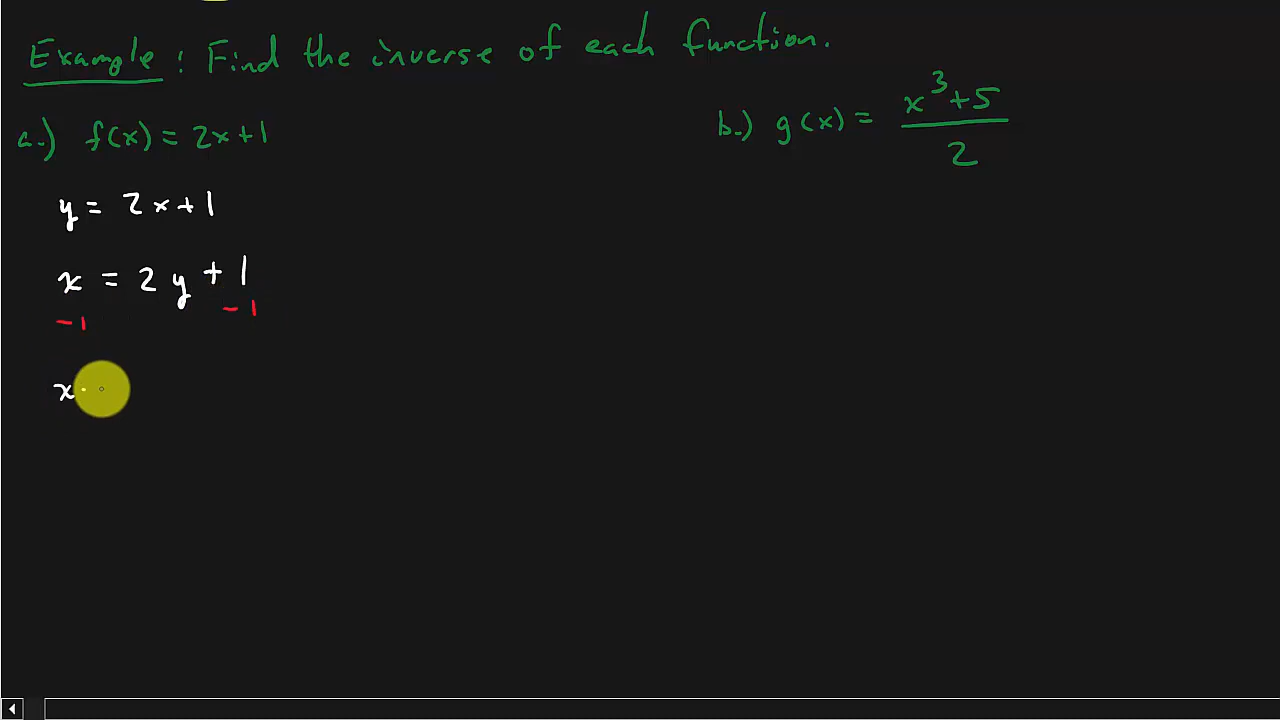 Example: Find the inverse of each function.
a.) f(x) = 2x+1
b.) g(x) = x³+5 / 2
y = 2x+1
x = 2y + 1
-1 -1
x -